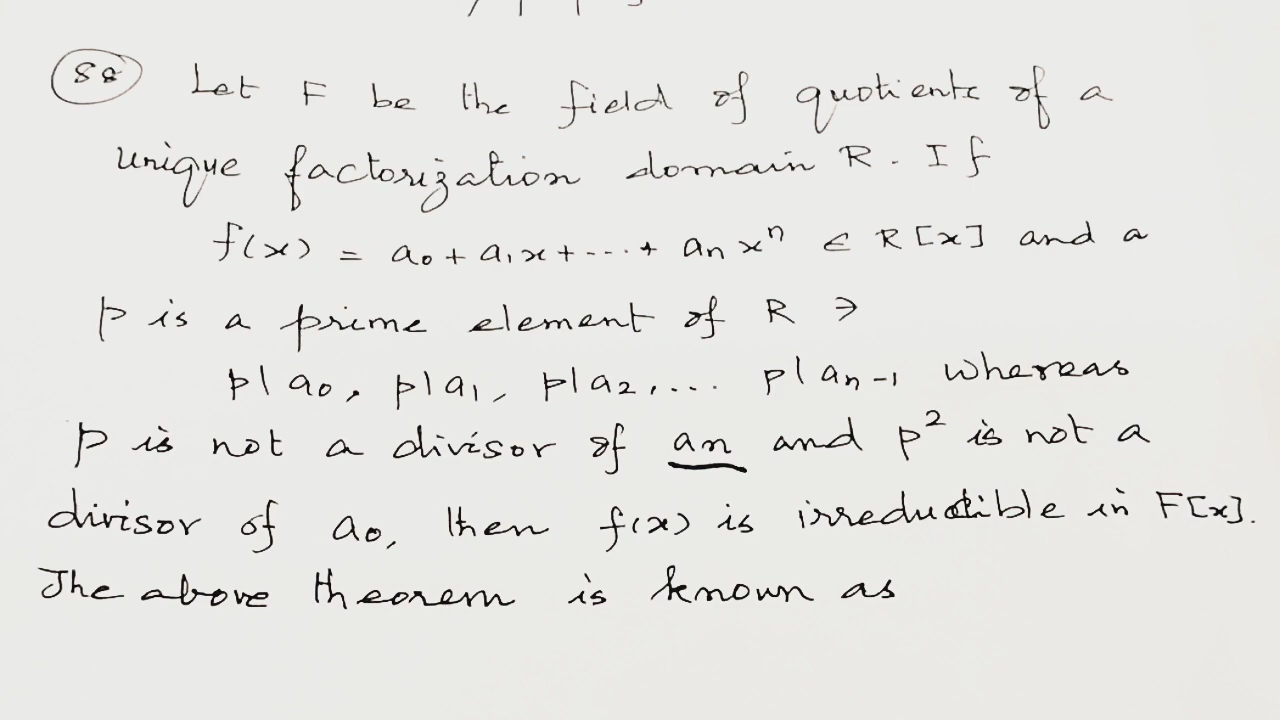 88 Let F be the field of quotients of a
unique factorization domain R. If
f(x) = a₀ + a₁x + ---- + aₙxⁿ ∈ R[x] and a
p is a prime element of R ∋
p|a₀, p|a₁, p|a₂, ... p|aₙ₋₁ whereas
p is not a divisor of aₙ and p² is not a
divisor of a₀, then f(x) is irreducible in F[x].
The above theorem is known as